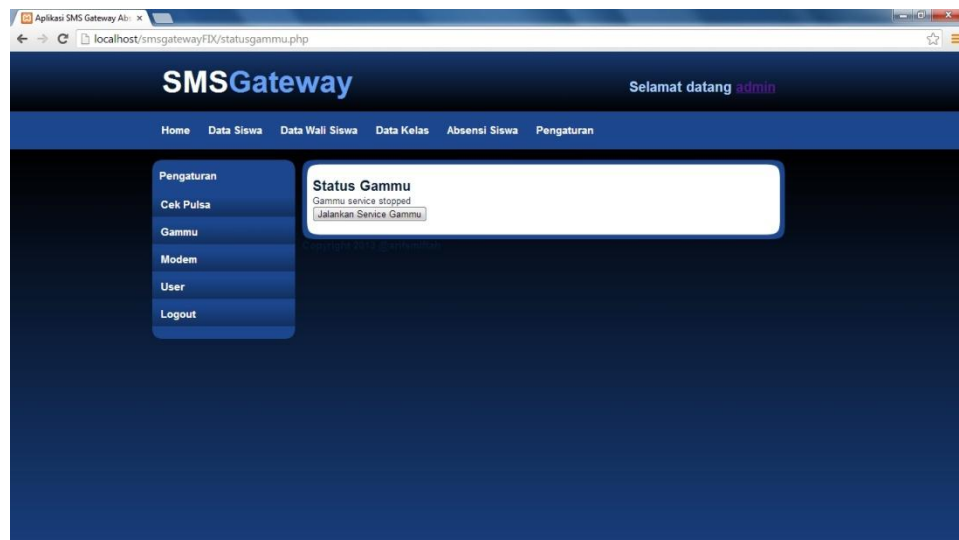 Aplikasi SMS Gateway Ab
localhost/smsgatewayFIX/statusgammu.php
SMSGateway
Selamat datang admin
Home Data Siswa Data Wali Siswa Data Kelas Absensi Siswa Pengaturan
Pengaturan
Cek Pulsa
Gammu
Modem
User
Logout
Status Gammu
Gammu service stopped
Jalankan Service Gammu
Copyright